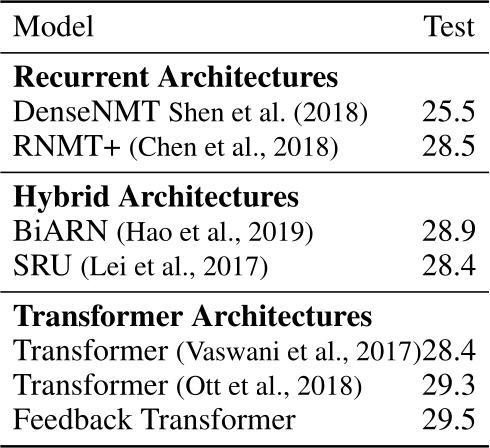 Model Test
Recurrent Architectures
DenseNMT Shen et al. (2018) 25.5
RNMT+ (Chen et al., 2018) 28.5
Hybrid Architectures
BiARN (Hao et al., 2019) 28.9
SRU (Lei et al., 2017) 28.4
Transformer Architectures
Transformer (Vaswani et al., 2017) 28.4
Transformer (Ott et al., 2018) 29.3
Feedback Transformer 29.5